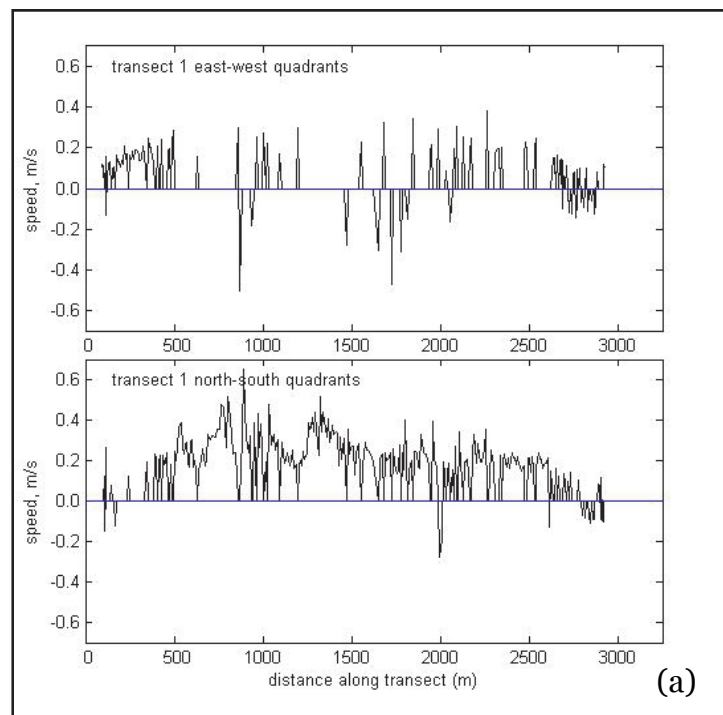 transect 1 east-west quadrants
0.6
0.4
0.2
0.0
-0.2
-0.4
-0.6
speed, m/s
0 500 1000 1500 2000 2500 3000
transect 1 north-south quadrants
0.6
0.4
0.2
0.0
-0.2
-0.4
-0.6
speed, m/s
0 500 1000 1500 2000 2500 3000
distance along transect (m)
(a)